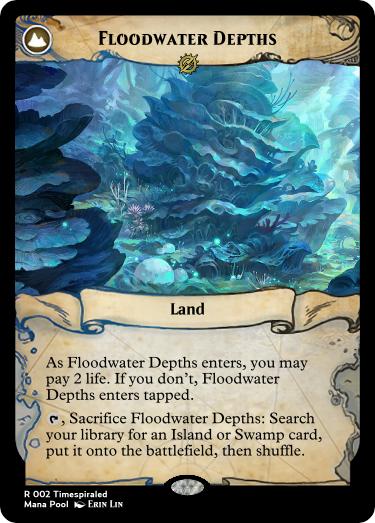 FLOODWATER DEPTHS
Land
As Floodwater Depths enters, you may
pay 2 life. If you don't, Floodwater
Depths enters tapped.
, Sacrifice Floodwater Depths: Search
your library for an Island or Swamp card,
put it onto the battlefield, then shuffle.
R 002 Timespiraled
Mana Pool ERIN LIN